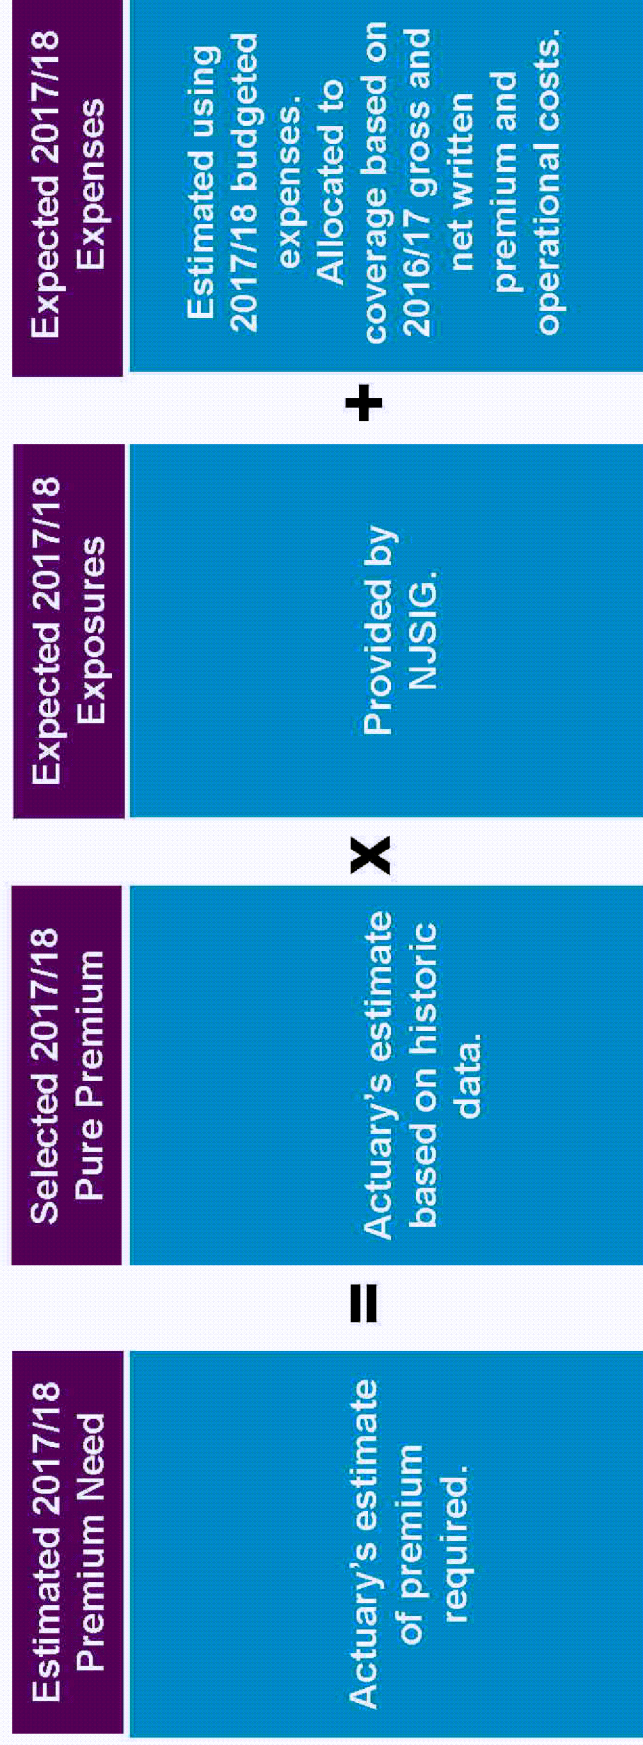 Estimated 2017/18
Premium Need
Actuary's estimate
of premium
required.
=
Selected 2017/18
Pure Premium
Actuary's estimate
based on historic
data.
X
Expected 2017/18
Exposures
Provided by
NJSIG.
+
Expected 2017/18
Expenses
Estimated using
2017/18 budgeted
expenses.
Allocated to
coverage based on
2016/17 gross and
net written
premium and
operational costs.